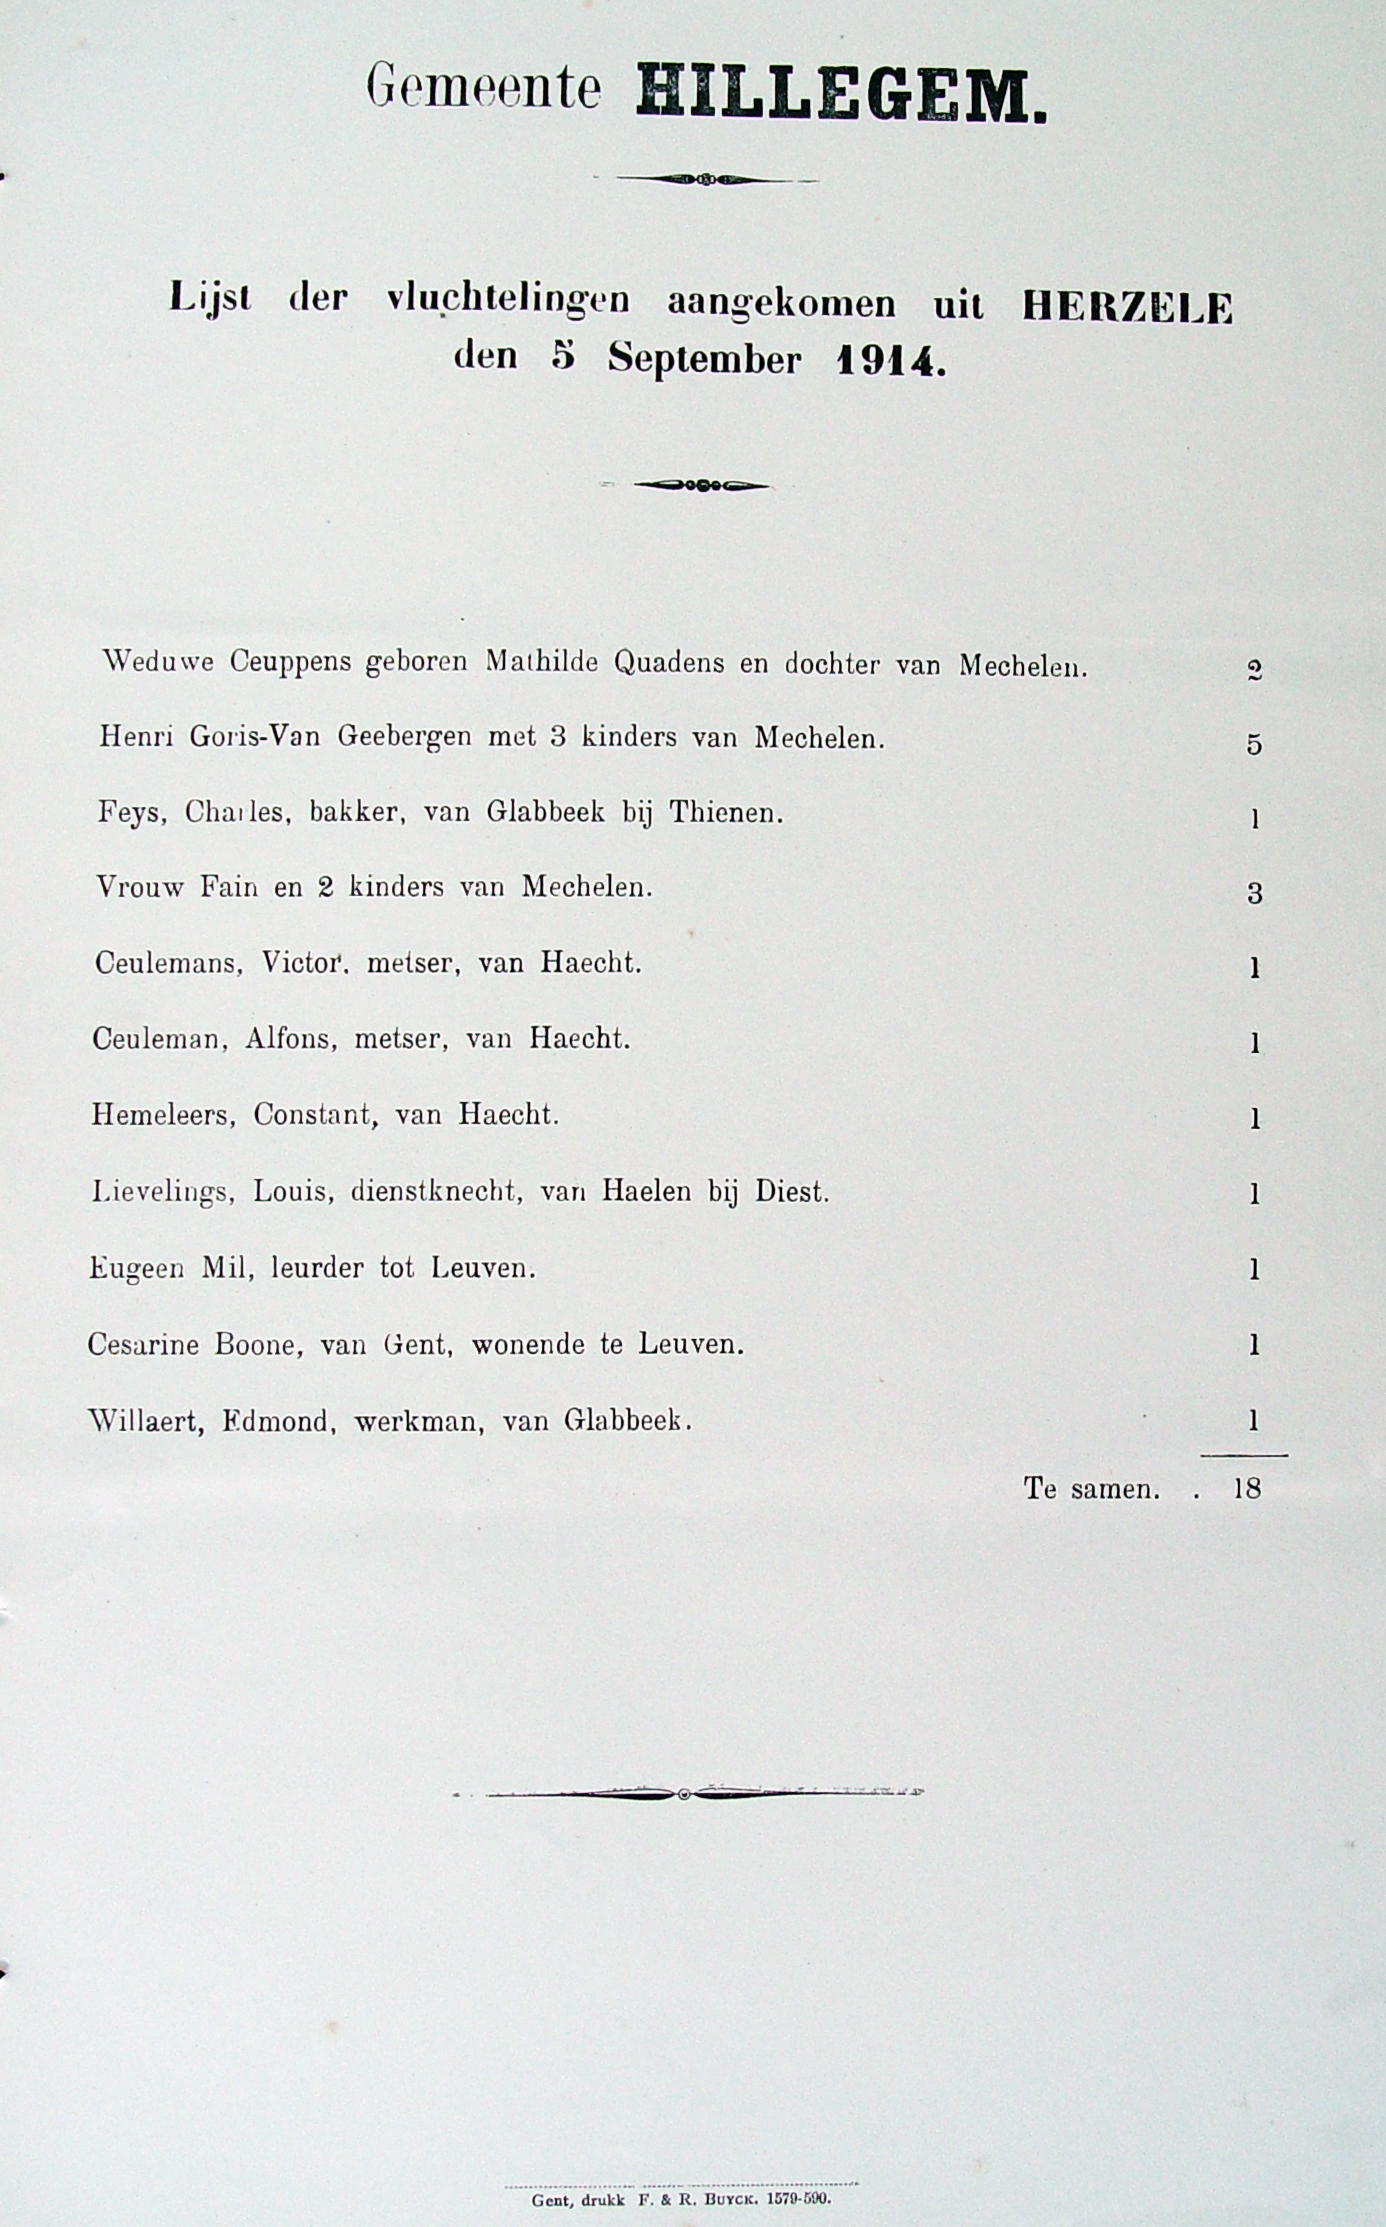 Gemeente HILLEGEM.
Lijst der vluchtelingen aangekomen uit HERZELE
den 5 September 1914.
Weduwe Ceuppens geboren Mathilde Quadens en dochter van Mechelen. 2
Henri Goris-Van Geebergen met 3 kinders van Mechelen. 5
Feys, Charles, bakker, van Glabbeek bij Thienen. 1
Vrouw Fain en 2 kinders van Mechelen. 3
Ceulemans, Victor. metser, van Haecht. 1
Ceuleman, Alfons, metser, van Haecht. 1
Hemeleers, Constant, van Haecht. 1
Lievelings, Louis, dienstknecht, van Haelen bij Diest. 1
Eugeen Mil, leurder tot Leuven. 1
Cesarine Boone, van Gent, wonende te Leuven. 1
Willaert, Edmond, werkman, van Glabbeek. 1
Te samen. . 18
Gent, drukk F. & R. BUYCK. 1579-590.